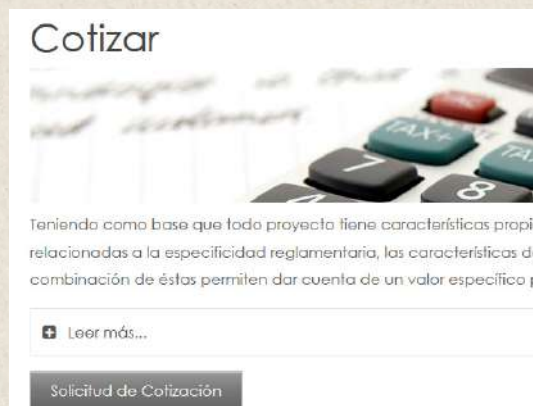 Cotizar
TAX+
7
8
Teniendo como base que todo proyecto tiene características
relacionadas a la especificidad reglamentaria, las características
combinación de éstas permiten dar cuenta de un valor específico
Leer más...
Solicitud de Cotización